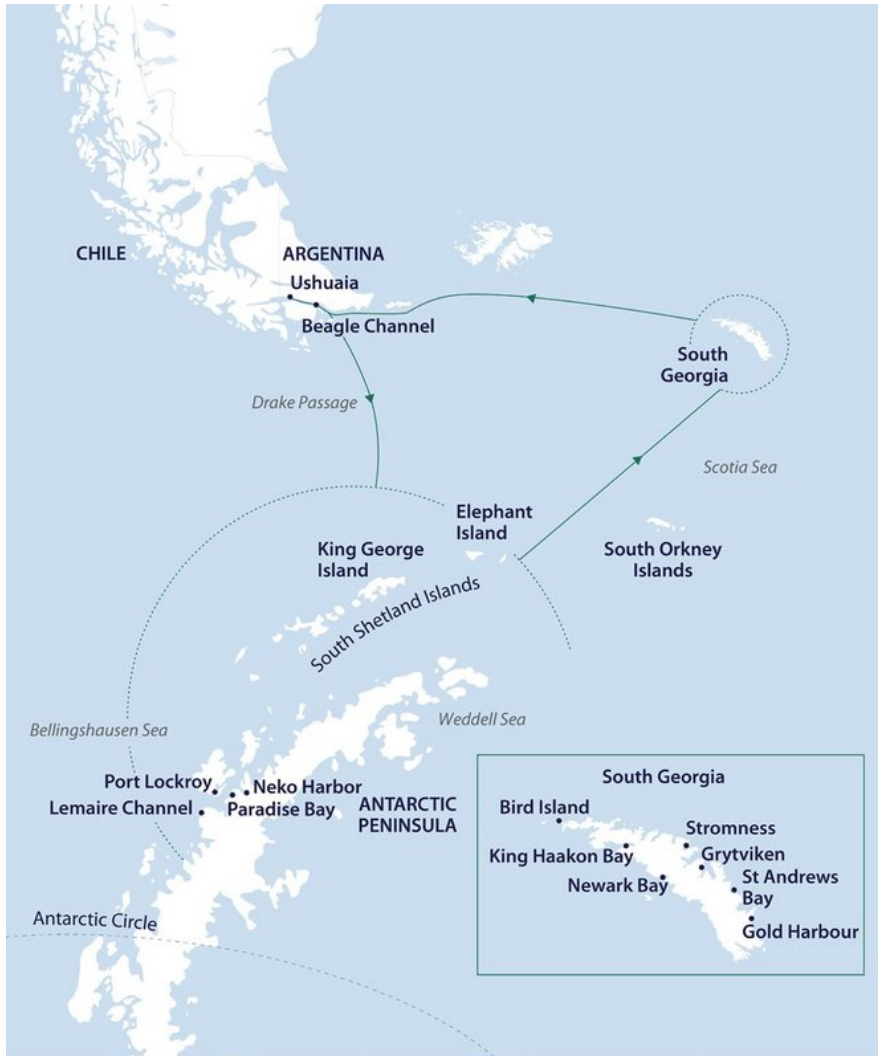 CHILE
ARGENTINA
Ushuaia
Beagle Channel
South
Georgia
Drake Passage
Scotia Sea
Elephant
Island
King George
Island
South Orkney
Islands
South Shetland Islands
Bellingshausen Sea
Weddell Sea
Port Lockroy
Neko Harbor
Lemaire Channel
Paradise Bay
ANTARCTIC
PENINSULA
Antarctic Circle
South Georgia
Bird Island
Stromness
King Haakon Bay
Grytviken
Newark Bay
St Andrews
Bay
Gold Harbour